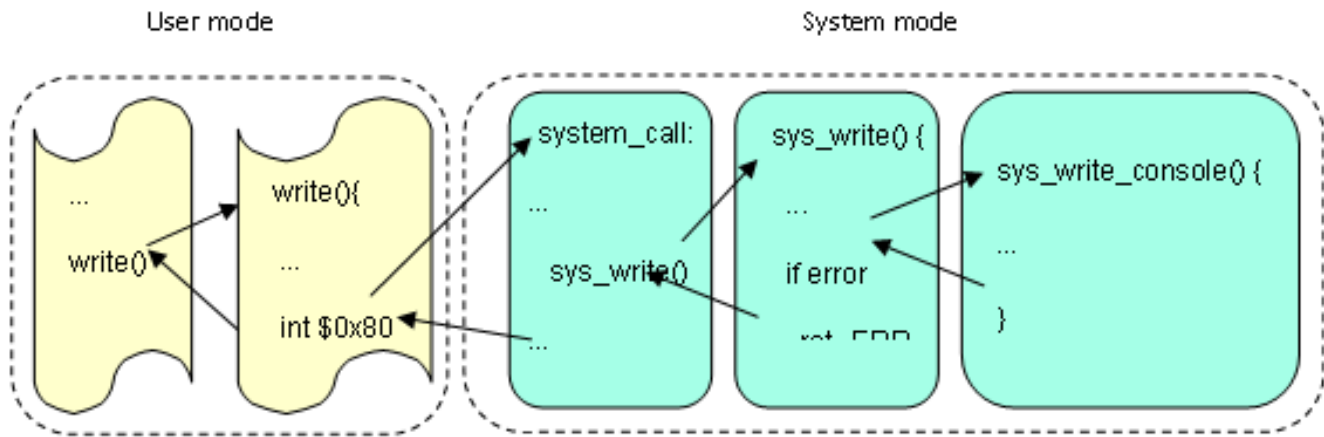 User mode
System mode
...
write()
write(){
...
int $0x80
system_call:
...
sys_write()
...
sys_write() {
...
if error
sys_write_console() {
...
}